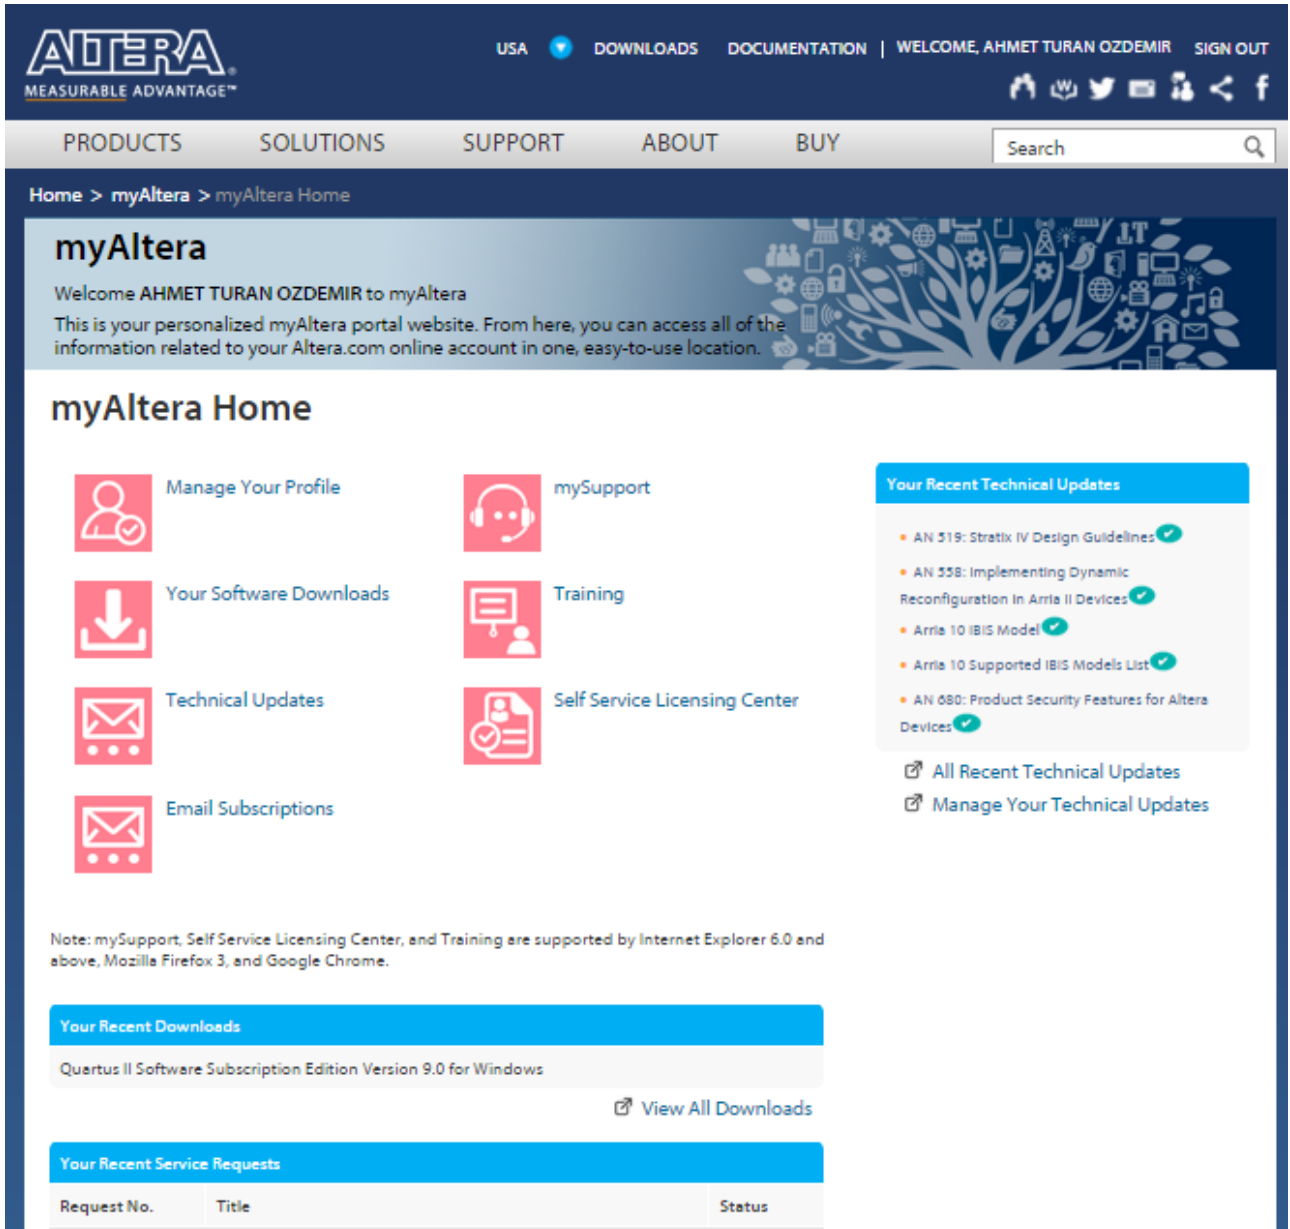 ALTERA®
MEASURABLE ADVANTAGE™
USA DOWNLOADS DOCUMENTATION | WELCOME, AHMET TURAN OZDEMIR SIGN OUT
PRODUCTS SOLUTIONS SUPPORT ABOUT BUY Search
Home > myAltera > myAltera Home
myAltera
Welcome AHMET TURAN OZDEMIR to myAltera
This is your personalized myAltera portal website. From here, you can access all of the
information related to your Altera.com online account in one, easy-to-use location.
myAltera Home
Manage Your Profile
mySupport
Your Software Downloads
Training
Technical Updates
Self Service Licensing Center
Email Subscriptions
Your Recent Technical Updates
AN 519: Stratix IV Design Guidelines
AN 558: Implementing Dynamic
Reconfiguration in Arria II Devices
Arria 10 IBIS Model
Arria 10 Supported IBIS Models List
AN 680: Product Security Features for Altera
Devices
All Recent Technical Updates
Manage Your Technical Updates
Note: mySupport, Self Service Licensing Center, and Training are supported by Internet Explorer 6.0 and
above, Mozilla Firefox 3, and Google Chrome.
Your Recent Downloads
Quartus II Software Subscription Edition Version 9.0 for Windows
View All Downloads
Your Recent Service Requests
Request No. Title Status